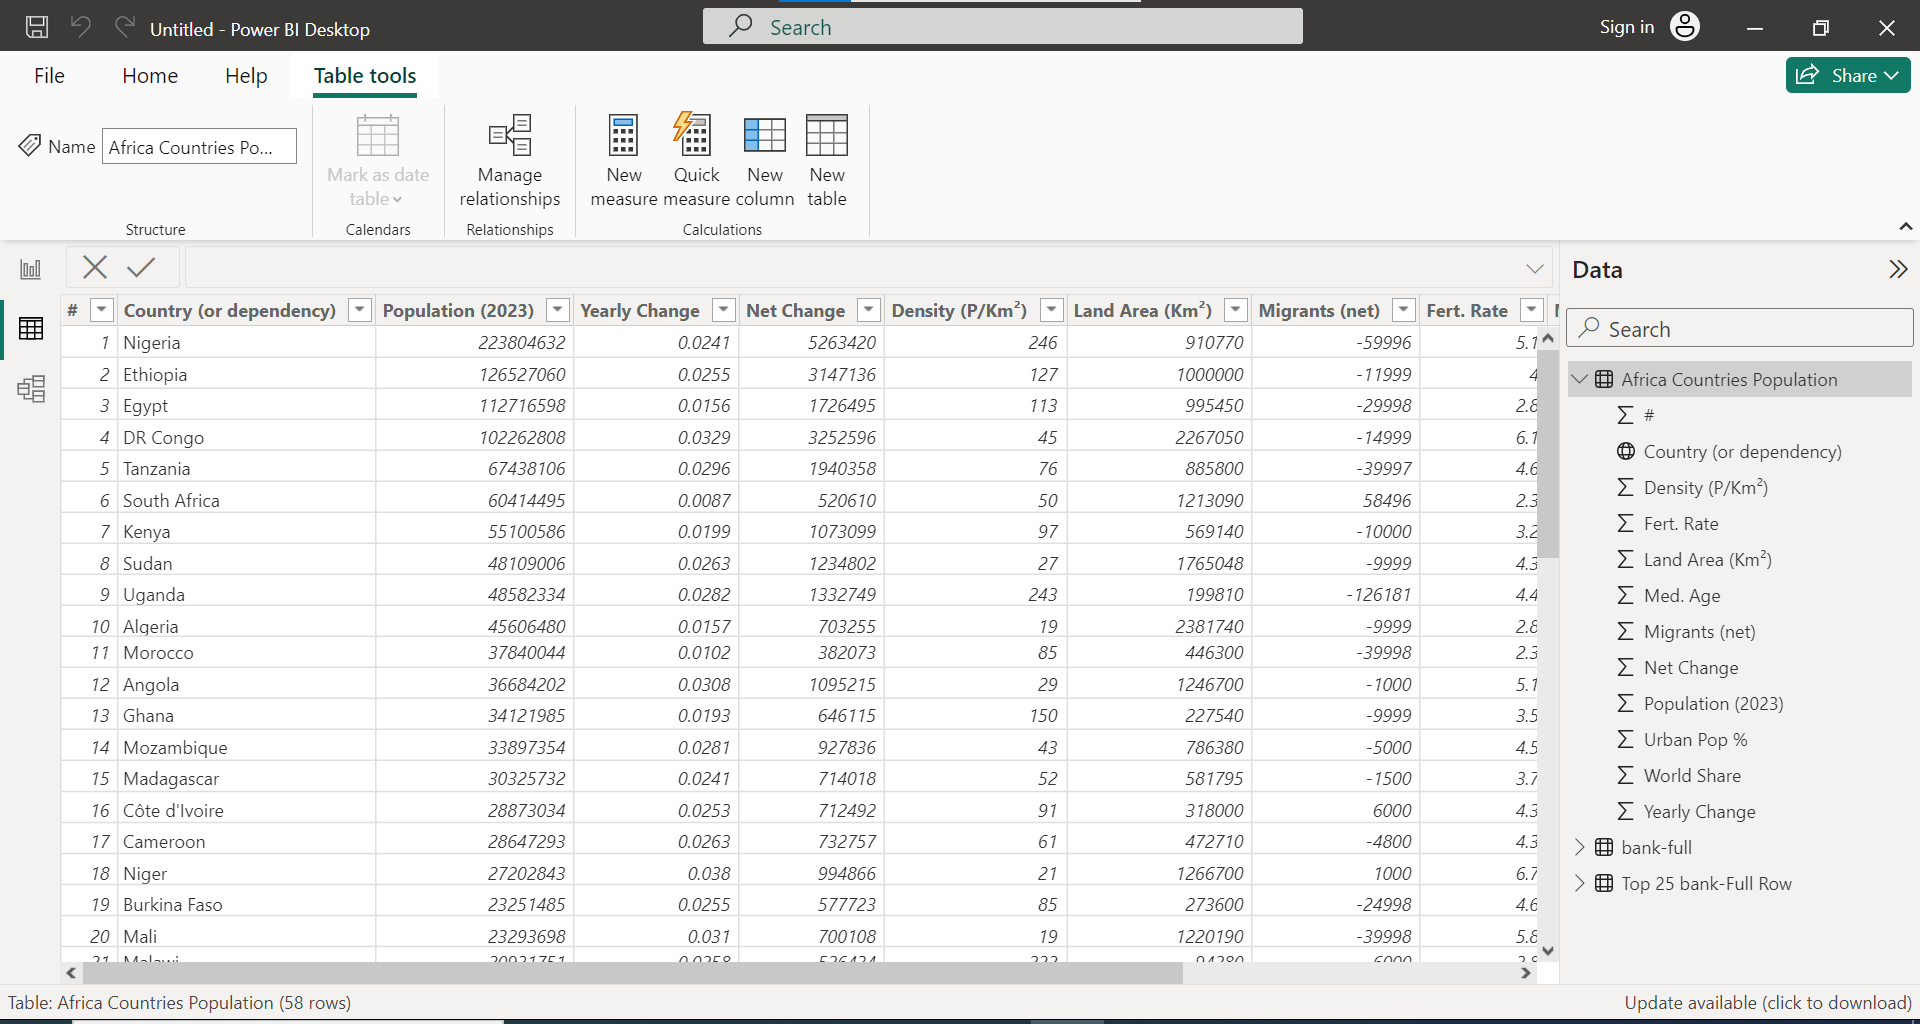 Untitled - Power BI Desktop
Search
Sign in
File Home Help Table tools
Share
Name Africa Countries Po...
Mark as date table
Manage relationships
New measure
Quick measure
New column
New table
Structure Calendars Relationships Calculations
# Country (or dependency) Population (2023) Yearly Change Net Change Density (P/Km²) Land Area (Km²) Migrants (net) Fert. Rate
1 Nigeria 223804632 0.0241 5263420 246 910770 -59996 5.1
2 Ethiopia 126527060 0.0255 3147136 127 1000000 -11999 4
3 Egypt 112716598 0.0156 1726495 113 995450 -29998 2.8
4 DR Congo 102262808 0.0329 3252596 45 2267050 -14999 6.1
5 Tanzania 67438106 0.0296 1940358 76 885800 -39997 4.6
6 South Africa 60414495 0.0087 520610 50 1213090 58496 2.3
7 Kenya 55100586 0.0199 1073099 97 569140 -10000 3.2
8 Sudan 48109006 0.0263 1234802 27 1765048 -9999 4.3
9 Uganda 48582334 0.0282 1332749 243 199810 -126181 4.4
10 Algeria 45606480 0.0157 703255 19 2381740 -9999 2.8
11 Morocco 37840044 0.0102 382073 85 446300 -39998 2.3
12 Angola 36684202 0.0308 1095215 29 1246700 -1000 5.1
13 Ghana 34121985 0.0193 646115 150 227540 -9999 3.5
14 Mozambique 33897354 0.0281 927836 43 786380 -5000 4.5
15 Madagascar 30325732 0.0241 714018 52 581795 -1500 3.7
16 Côte d'Ivoire 28873034 0.0253 712492 91 318000 6000 4.3
17 Cameroon 28647293 0.0263 732757 61 472710 -4800 4.3
18 Niger 27202843 0.038 994866 21 1266700 1000 6.7
19 Burkina Faso 23251485 0.0255 577723 85 273600 -24998 4.6
20 Mali 23293698 0.031 700108 19 1220190 -39998 5.8
21 Malawi 20931751 0.0258
Data
Search
Africa Countries Population
#
Country (or dependency)
Density (P/Km²)
Fert. Rate
Land Area (Km²)
Med. Age
Migrants (net)
Net Change
Population (2023)
Urban Pop %
World Share
Yearly Change
bank-full
Top 25 bank-Full Row
Table: Africa Countries Population (58 rows)
Update available (click to download)